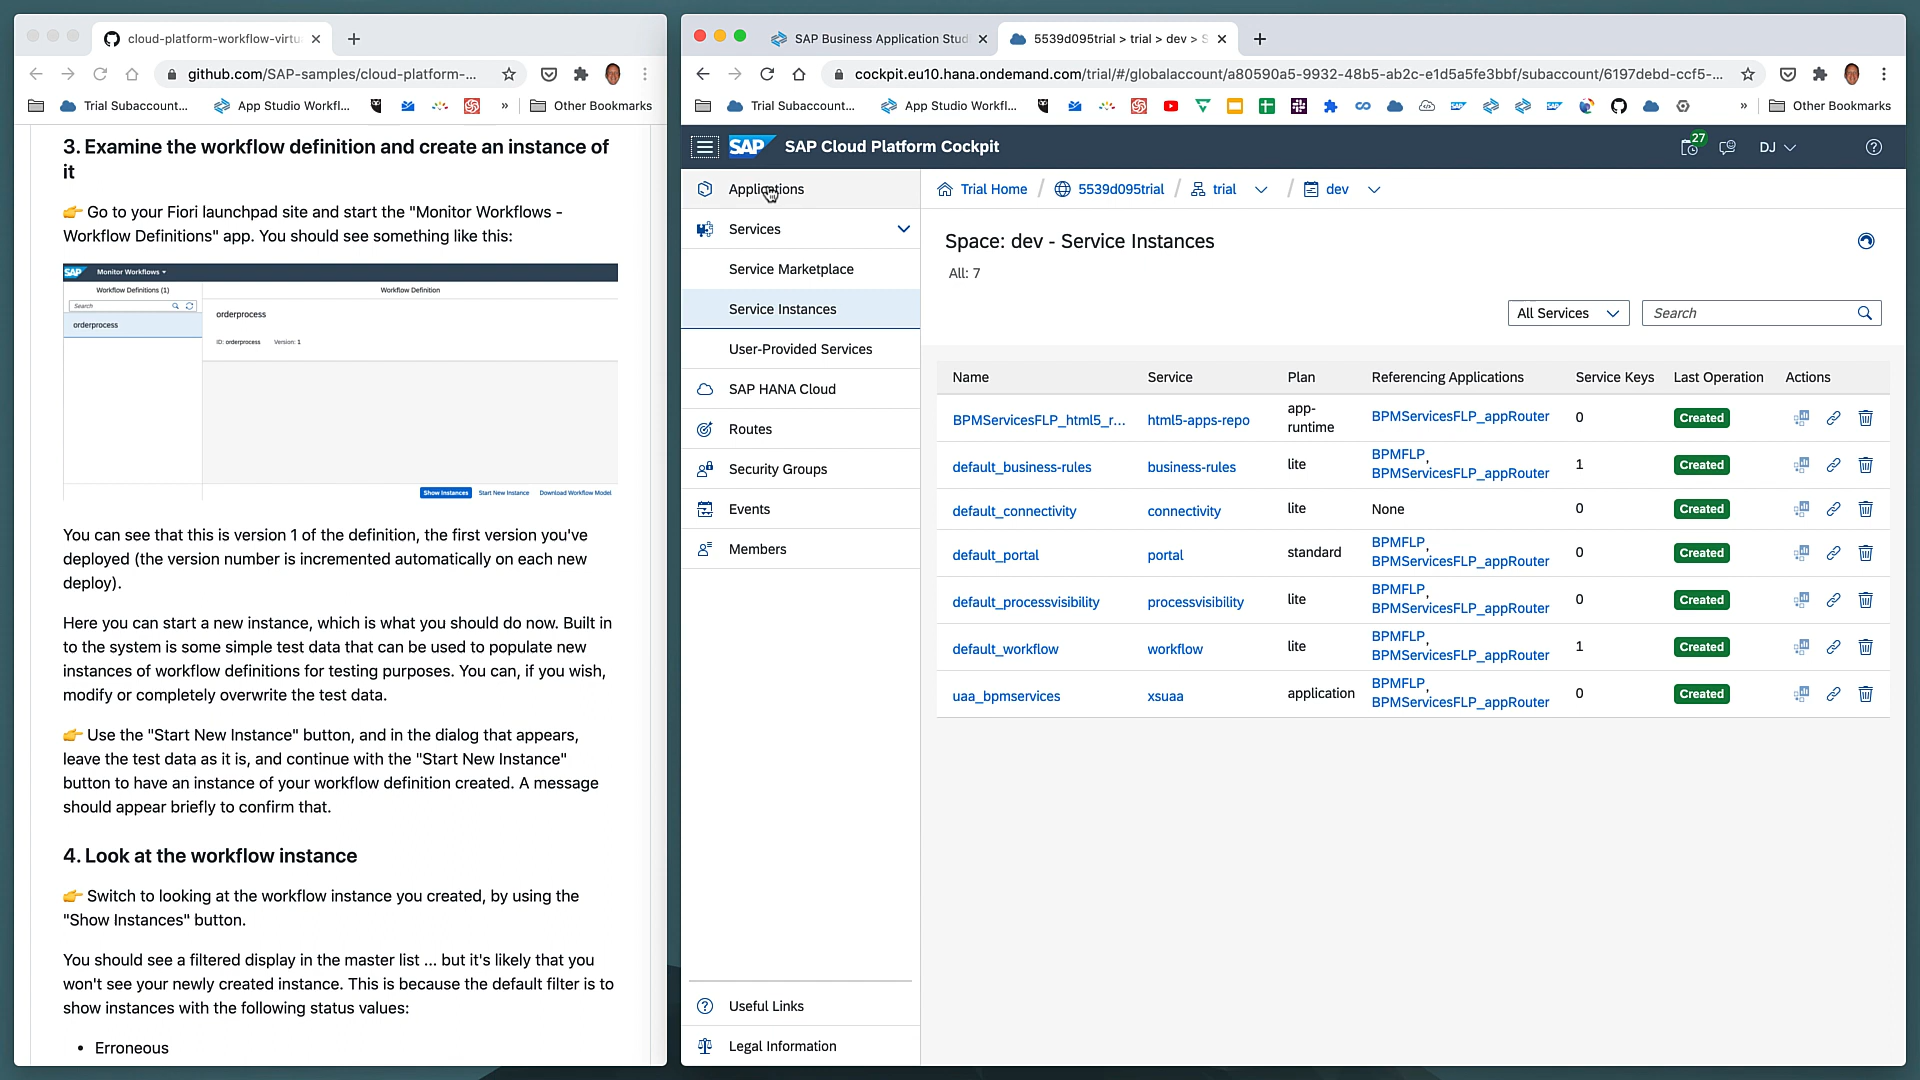 cloud-platform-workflow-virtu
github.com/SAP-samples/cloud-platform-...
Trial Subaccount...
App Studio Workfl...
»
Other Bookmarks
3. Examine the workflow definition and create an instance of
it
👉 Go to your Fiori launchpad site and start the "Monitor Workflows -
Workflow Definitions" app. You should see something like this:
SAP Monitor Workflows
Workflow Definitions (1)
Workflow Definition
Search
orderprocess
orderprocess
ID: orderprocess
Version: 1
Show Instances
Start New Instance
Download Workflow Model
You can see that this is version 1 of the definition, the first version you've
deployed (the version number is incremented automatically on each new
deploy).
Here you can start a new instance, which is what you should do now. Built in
to the system is some simple test data that can be used to populate new
instances of workflow definitions for testing purposes. You can, if you wish,
modify or completely overwrite the test data.
👉 Use the "Start New Instance" button, and in the dialog that appears,
leave the test data as it is, and continue with the "Start New Instance"
button to have an instance of your workflow definition created. A message
should appear briefly to confirm that.
4. Look at the workflow instance
👉 Switch to looking at the workflow instance you created, by using the
"Show Instances" button.
You should see a filtered display in the master list ... but it's likely that you
won't see your newly created instance. This is because the default filter is to
show instances with the following status values:
• Erroneous
SAP Business Application Stud
5539d095trial > trial > dev > S
cockpit.eu10.hana.ondemand.com/trial/#/globalaccount/a80590a5-9932-48b5-ab2c-e1d5a5fe3bbf/subaccount/6197debd-ccf5-...
Trial Subaccount...
App Studio Workfl...
»
Other Bookmarks
SAP SAP Cloud Platform Cockpit
27
DJ
Applications
Services
Service Marketplace
Service Instances
User-Provided Services
SAP HANA Cloud
Routes
Security Groups
Events
Members
Useful Links
Legal Information
Trial Home / 5539d095trial / trial / dev
Space: dev - Service Instances
All: 7
All Services
Search
Name Service Plan Referencing Applications Service Keys Last Operation Actions
BPMServicesFLP_html5_r... html5-apps-repo app-runtime BPMServicesFLP_appRouter 0 Created
default_business-rules business-rules lite BPMFLP, BPMServicesFLP_appRouter 1 Created
default_connectivity connectivity lite None 0 Created
default_portal portal standard BPMFLP, BPMServicesFLP_appRouter 0 Created
default_processvisibility processvisibility lite BPMFLP, BPMServicesFLP_appRouter 0 Created
default_workflow workflow lite BPMFLP, BPMServicesFLP_appRouter 1 Created
uaa_bpmservices xsuaa application BPMFLP, BPMServicesFLP_appRouter 0 Created